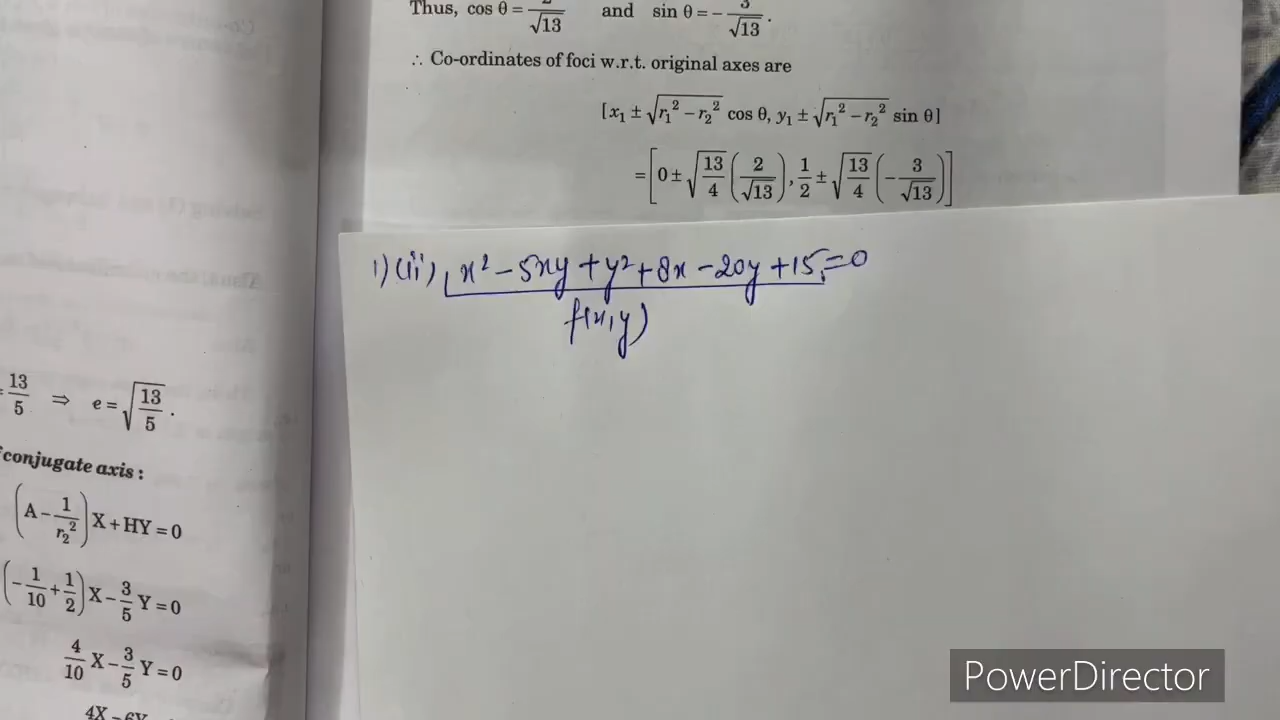 Thus, cos θ = 2/√13 and sin θ = - 3/√13 .
∴ Co-ordinates of foci w.r.t. original axes are
[x₁ ± √(r₁² - r₂²) cos θ, y₁ ± √(r₁² - r₂²) sin θ]
= [0 ± √(13/4) (2/√13), 1/2 ± √(13/4) (- 3/√13)]
1)(ii) x² - 5xy + y² + 8x - 20y + 15 = 0
f(x,y)
= 13/5 ⇒ e = √(13/5) .
conjugate axis :
(A - 1/r₂²) X + HY = 0
(- 1/10 + 1/2) X - 3/5 Y = 0
4/10 X - 3/5 Y = 0
4X - 6Y
PowerDirector